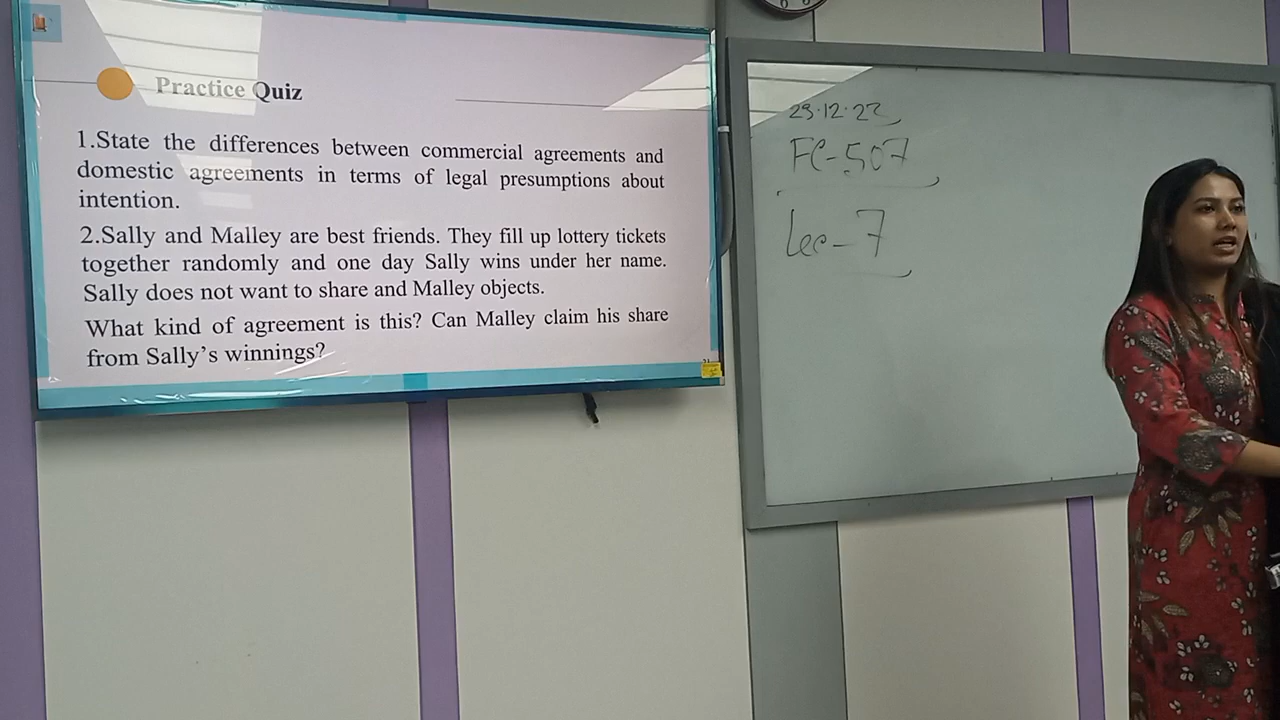 Practice Quiz
1.State the differences between commercial agreements and
domestic agreements in terms of legal presumptions about
intention.
2.Sally and Malley are best friends. They fill up lottery tickets
together randomly and one day Sally wins under her name.
Sally does not want to share and Malley objects.
What kind of agreement is this? Can Malley claim his share
from Sally's winnings?
29.12.22
FC-507
Lec-7